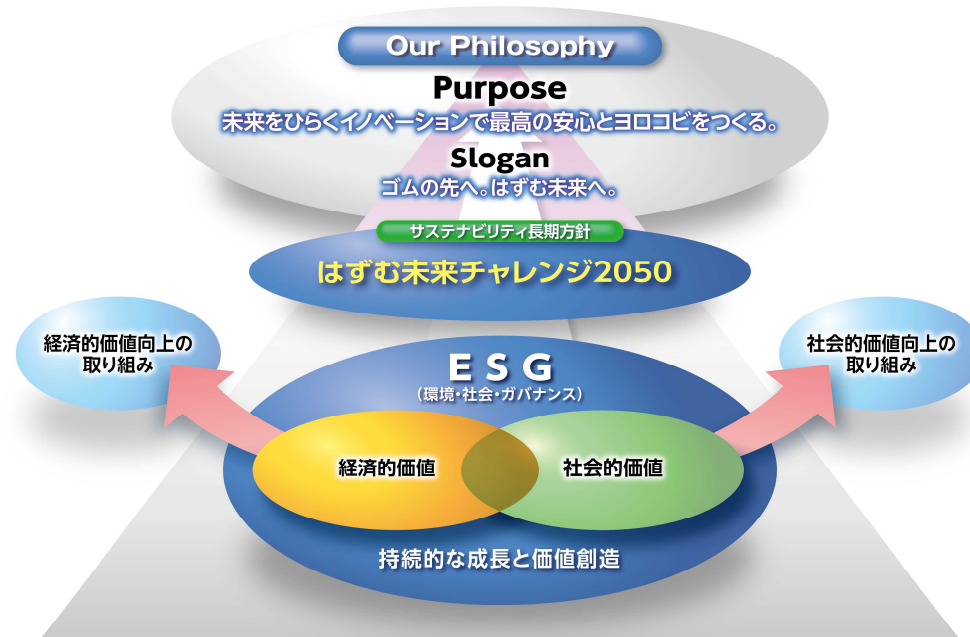 Our Philosophy
Purpose
未来をひらくイノベーションで最高の安心とヨロコビをつくる。
Slogan
ゴムの先へ。はずむ未来へ。
サステナビリティ長期方針
はずむ未来チャレンジ2050
経済的価値向上の
取り組み
社会的価値向上の
取り組み
ESG
(環境・社会・ガバナンス)
経済的価値
社会的価値
持続的な成長と価値創造